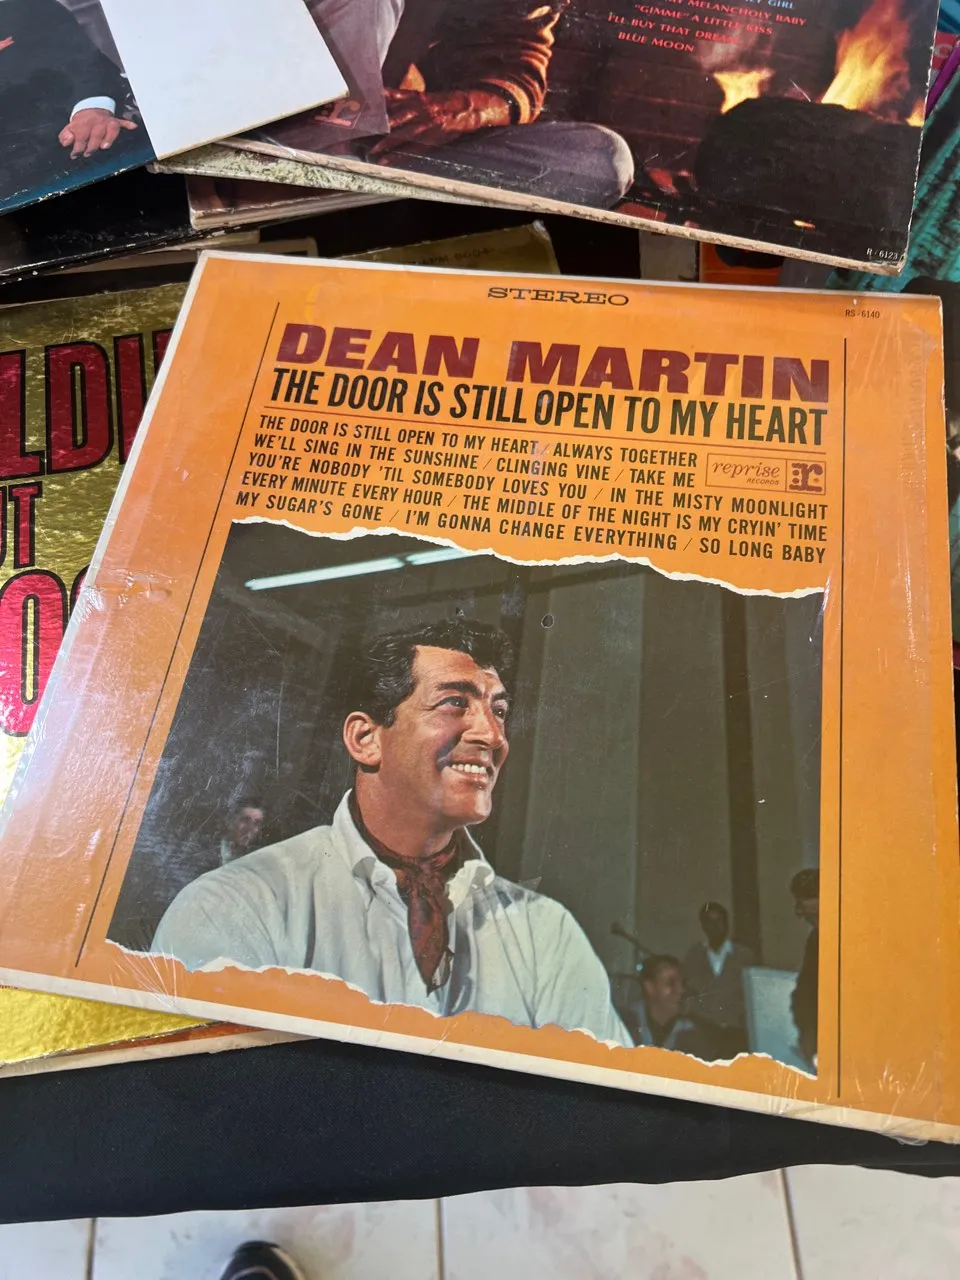 MELANCHOLY BABY
"GIMME" A LITTLE KISS
I'LL BUY THAT DREAM
BLUE MOON
R-6123
STEREO
RS-6140
DEAN MARTIN
THE DOOR IS STILL OPEN TO MY HEART
THE DOOR IS STILL OPEN TO MY HEART / ALWAYS TOGETHER
WE'LL SING IN THE SUNSHINE / CLINGING VINE / TAKE ME
YOU'RE NOBODY 'TIL SOMEBODY LOVES YOU / IN THE MISTY MOONLIGHT
EVERY MINUTE EVERY HOUR / THE MIDDLE OF THE NIGHT IS MY CRYIN' TIME
MY SUGAR'S GONE / I'M GONNA CHANGE EVERYTHING / SO LONG BABY
reprise
RECORDS
r